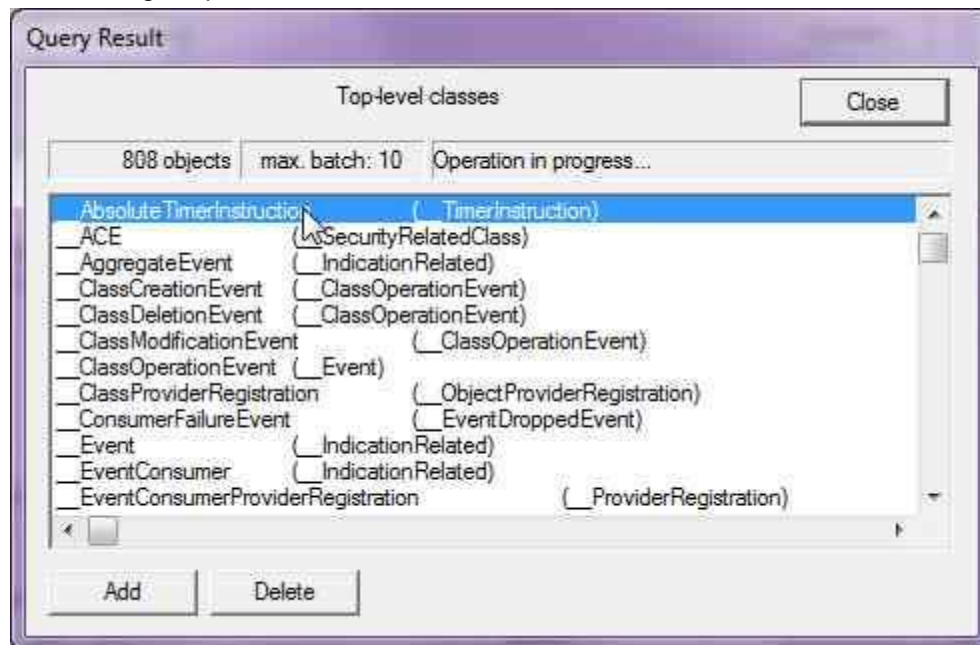 Query Result
Top-level classes
Close
808 objects max. batch: 10 Operation in progress...
__AbsoluteTimerInstruction (__TimerInstruction)
__ACE (__SecurityRelatedClass)
__AggregateEvent (__IndicationRelated)
__ClassCreationEvent (__ClassOperationEvent)
__ClassDeletionEvent (__ClassOperationEvent)
__ClassModificationEvent (__ClassOperationEvent)
__ClassOperationEvent (__Event)
__ClassProviderRegistration (__ObjectProviderRegistration)
__ConsumerFailureEvent (__EventDroppedEvent)
__Event (__IndicationRelated)
__EventConsumer (__IndicationRelated)
__EventConsumerProviderRegistration (__ProviderRegistration)
Add Delete